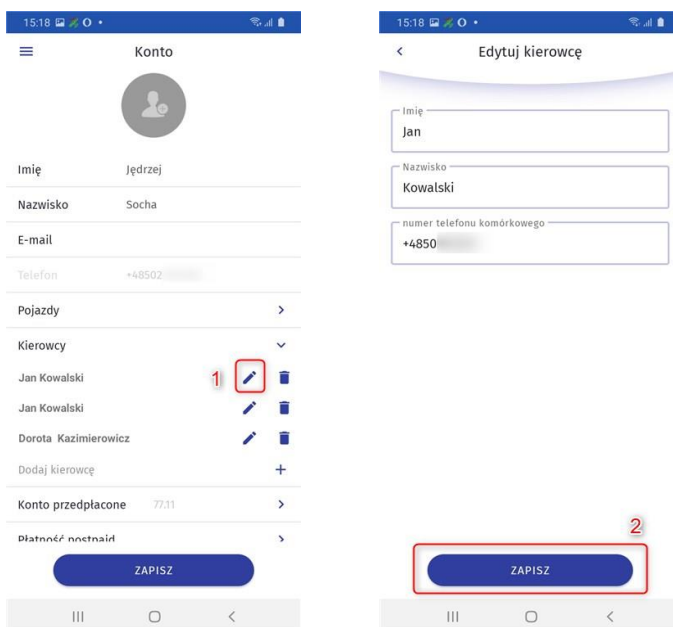 15:18
Konto
Imię Jędrzej
Nazwisko Socha
E-mail
Telefon +48502
Pojazdy
Kierowcy
Jan Kowalski
1
Jan Kowalski
Dorota Kazimierowicz
Dodaj kierowcę
Konto przedpłacone 77.11
Płatność postpaid
ZAPISZ
15:18
Edytuj kierowcę
Imię
Jan
Nazwisko
Kowalski
numer telefonu komórkowego
+4850
2
ZAPISZ